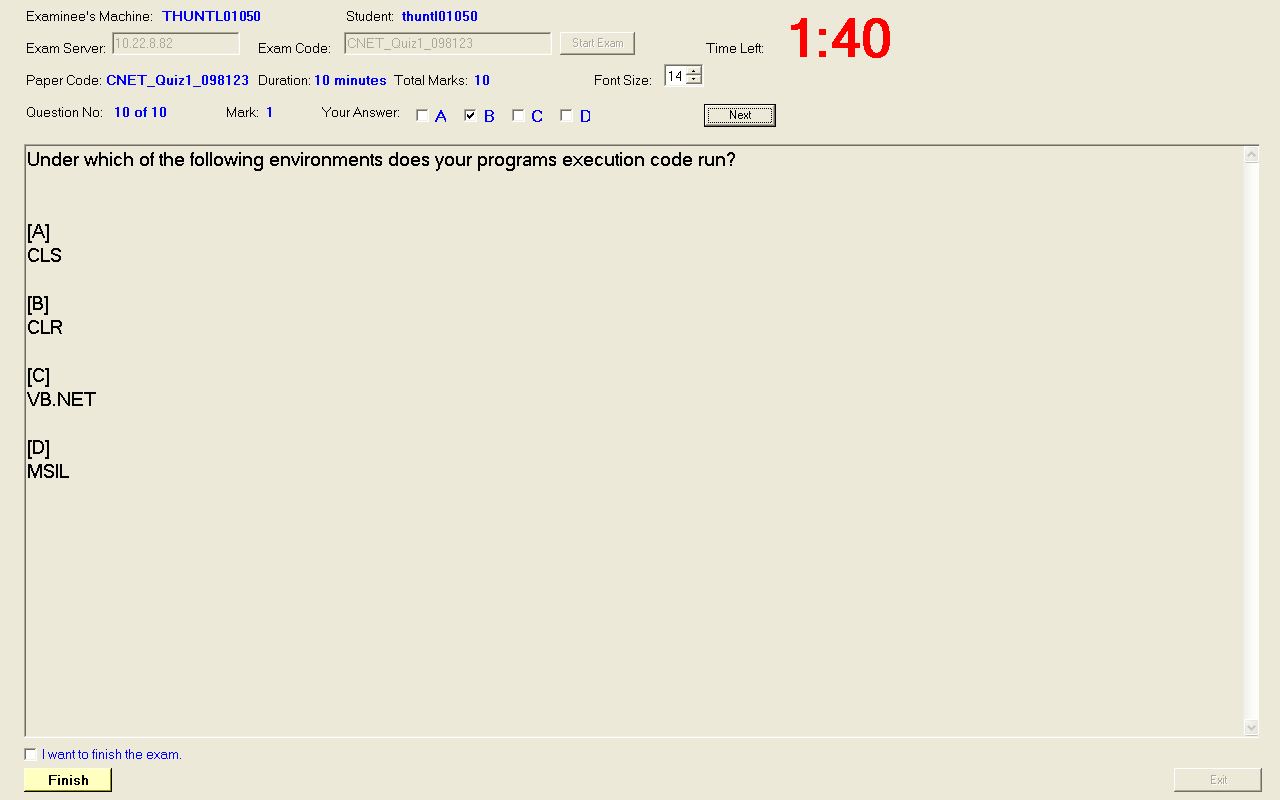 Examinee's Machine: THUNTL01050 Student: thuntl01050
Exam Server: 10.22.8.82 Exam Code: CNET_Quiz1_098123 Start Exam Time Left: 1:40
Paper Code: CNET_Quiz1_098123 Duration: 10 minutes Total Marks: 10 Font Size: 14
Question No: 10 of 10 Mark: 1 Your Answer: A B C D Next
Under which of the following environments does your programs execution code run?
[A]
CLS
[B]
CLR
[C]
VB.NET
[D]
MSIL
I want to finish the exam.
Finish Exit